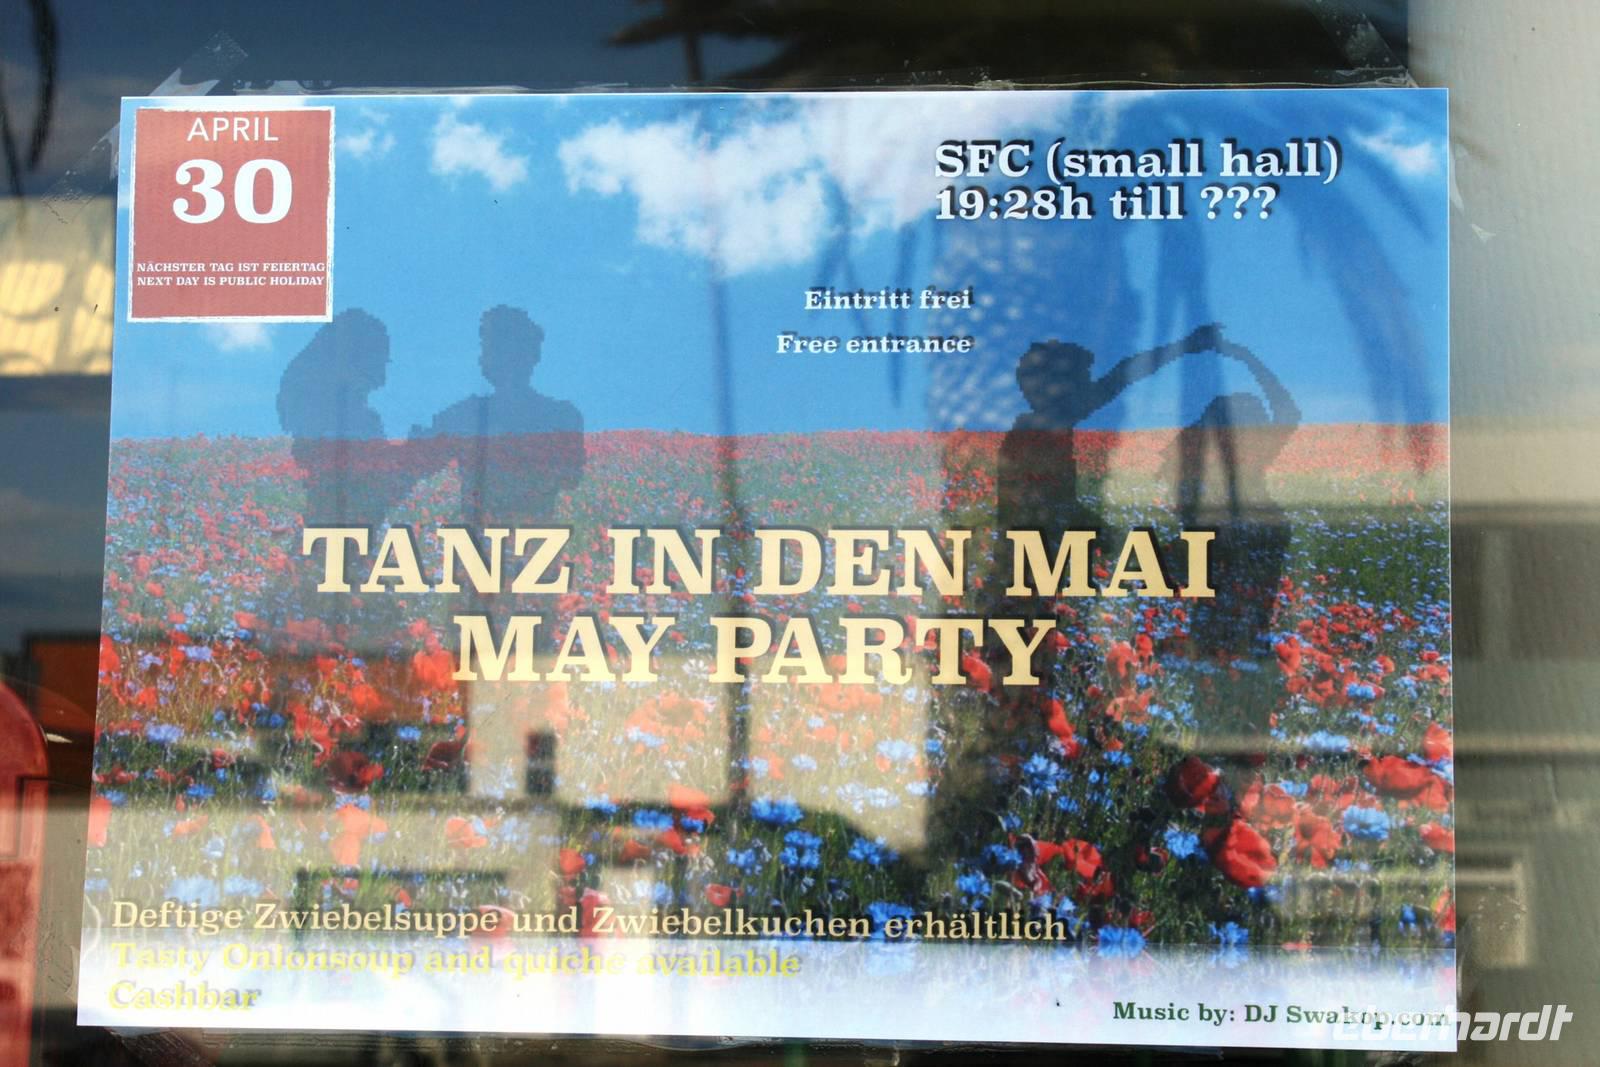 APRIL
30
NÄCHSTER TAG IST FEIERTAG
NEXT DAY IS PUBLIC HOLIDAY
SFC (small hall)
19:28h till ???
Eintritt frei
Free entrance
TANZ IN DEN MAI
MAY PARTY
Deftige Zwiebelsuppe und Zwiebelkuchen erhältlich
Tasty Onionsoup and quiche available
Cashbar
Music by: DJ Swakop.com
eberhardt